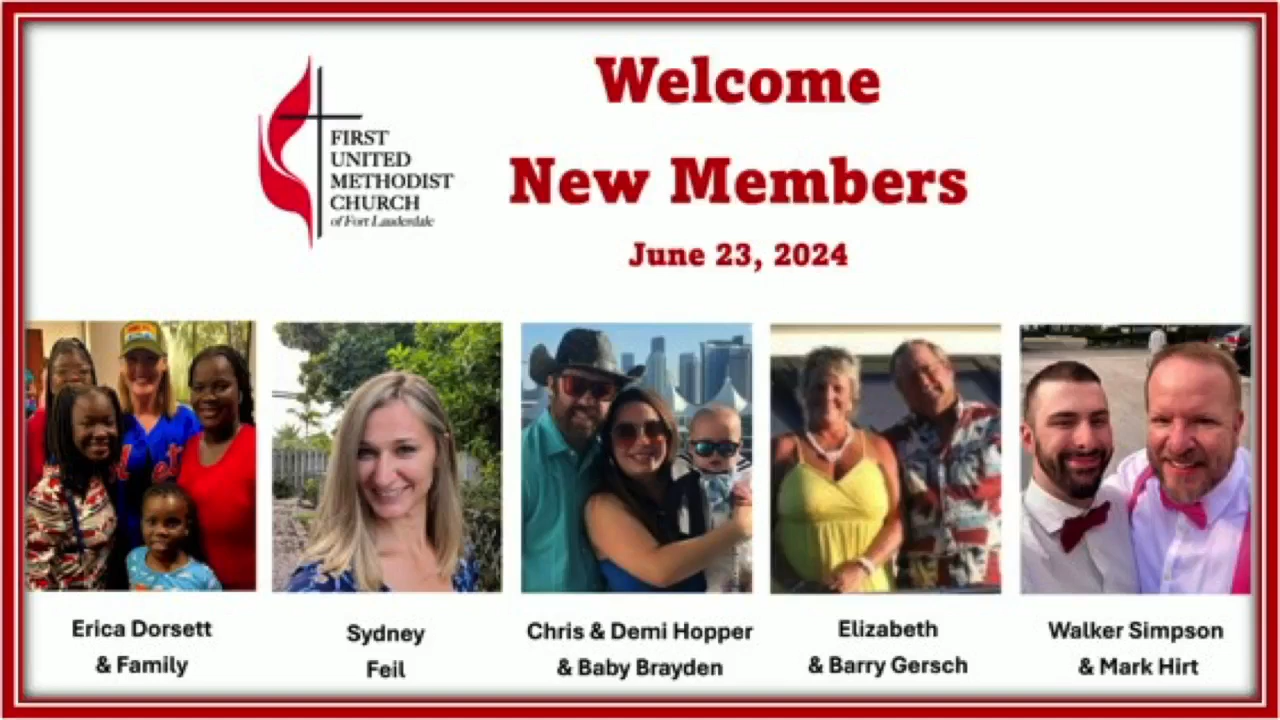 FIRST
UNITED
METHODIST
CHURCH
of Fort Lauderdale
Welcome
New Members
June 23, 2024
Erica Dorsett
& Family
Sydney
Feil
Chris & Demi Hopper
& Baby Brayden
Elizabeth
& Barry Gersch
Walker Simpson
& Mark Hirt